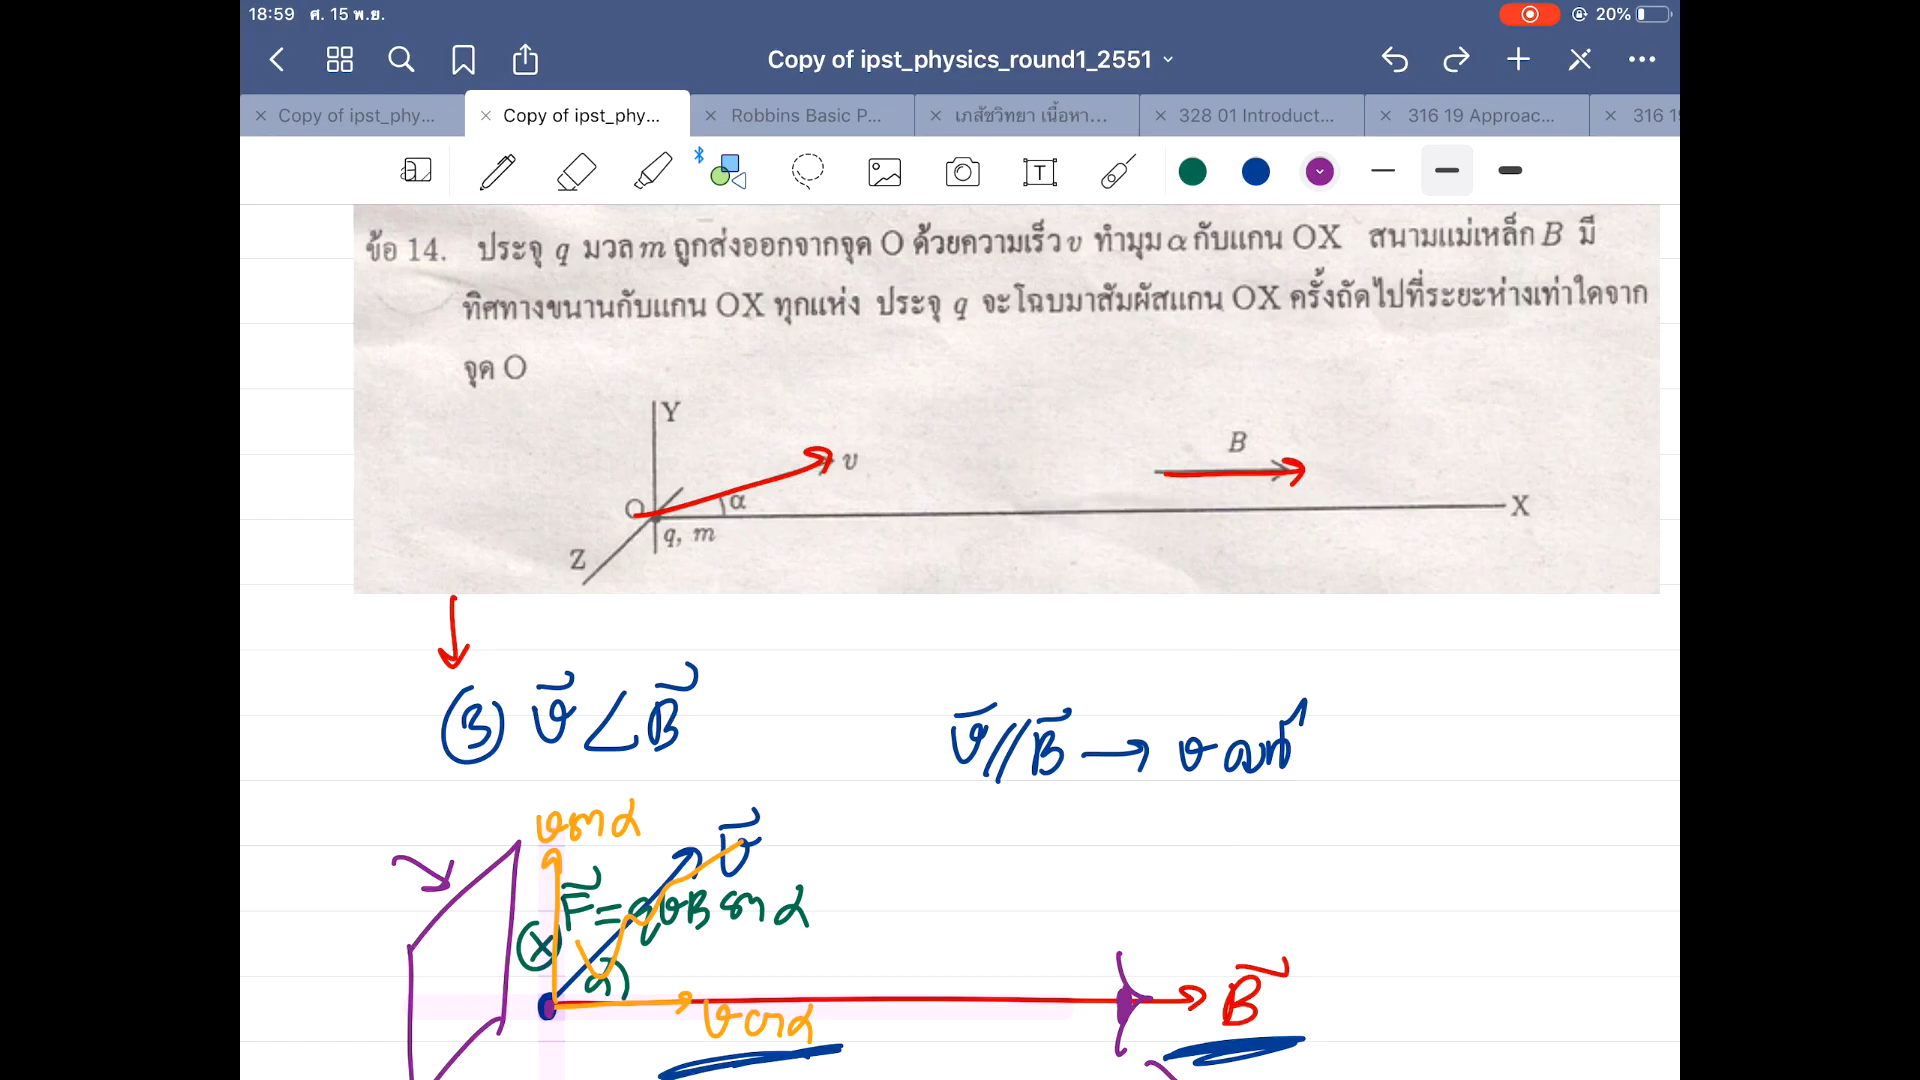 18:59 ศ. 15 พ.ย.
20%
Copy of ipst_physics_round1_2551
Copy of ipst_phy...
Copy of ipst_phy...
Robbins Basic P...
เภสัชวิทยา เนื้อหา...
328 01 Introduct...
316 19 Approac...
316 1
T
ข้อ 14. ประจุ q มวล m ถูกส่งออกจากจุด O ด้วยความเร็ว v ทำมุม α กับแกน OX สนามแม่เหล็ก B มี
ทิศทางขนานกับแกน OX ทุกแห่ง ประจุ q จะโฉบมาสัมผัสแกน OX ครั้งถัดไปที่ระยะห่างเท่าใดจาก
จุด O
Y
B
v
O
α
X
q, m
Z
(3) v⃗ ∠ B⃗
v⃗ // B⃗ → v คงที่
v sin α
v⃗
F⃗ = qvB sin α
α
v cos α
B⃗